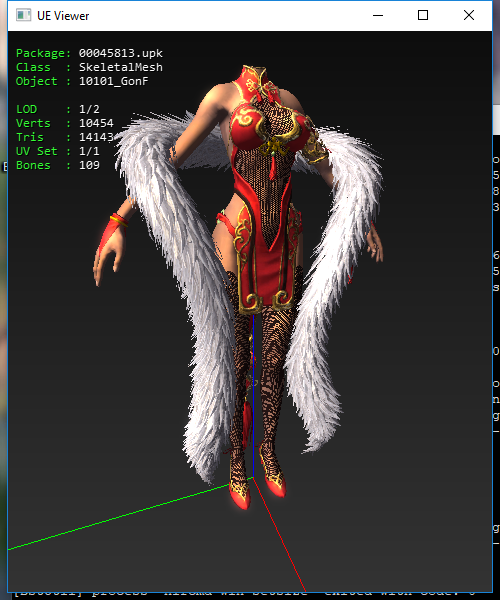 UE Viewer
Package: 00045813.upk
Class : SkeletalMesh
Object : 10101_GonF
LOD : 1/2
Verts : 10454
Tris : 14143
UV Set : 1/1
Bones : 109